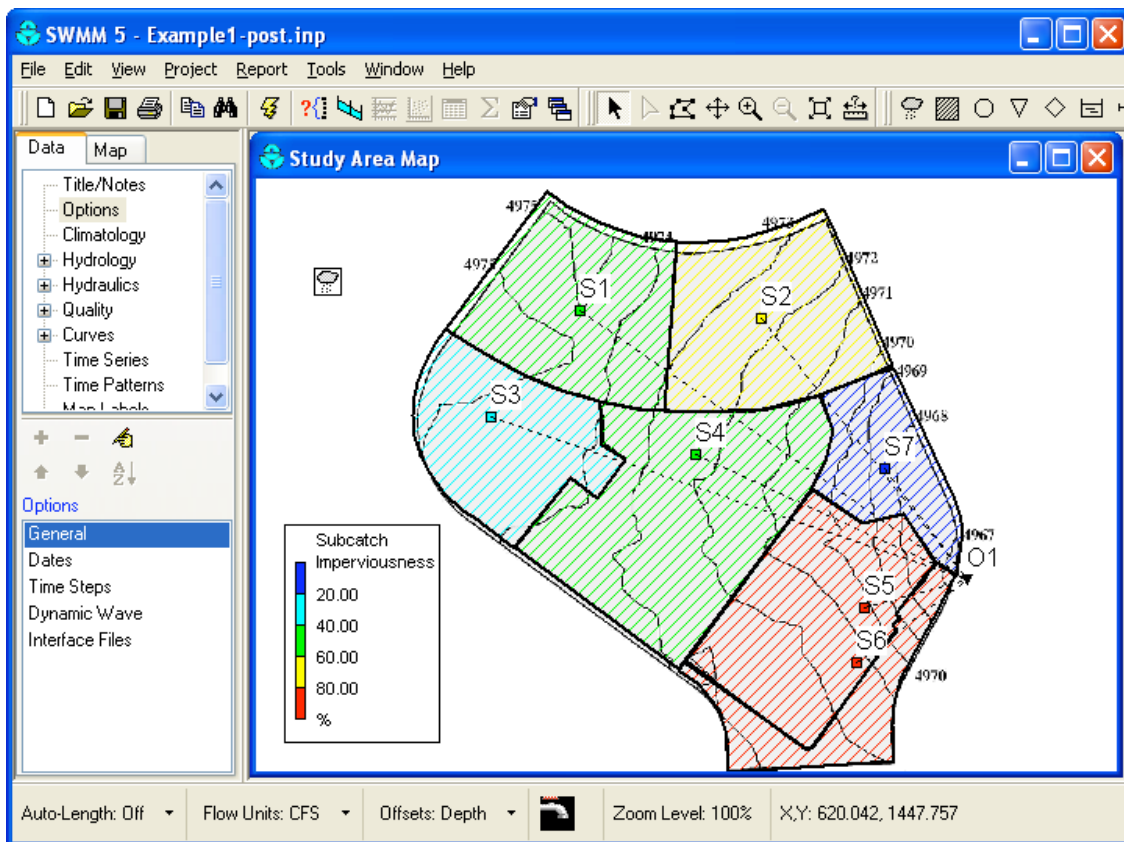 SWMM 5 - Example1-post.inp
File Edit View Project Report Tools Window Help
Data Map
Title/Notes
Options
Climatology
Hydrology
Hydraulics
Quality
Curves
Time Series
Time Patterns
Map Labels
Options
General
Dates
Time Steps
Dynamic Wave
Interface Files
Study Area Map
4975
4974
4973
4972
4971
4970
4969
4968
4967
4970
S1
S2
S3
S4
S7
S5
S6
O1
Subcatch
Imperviousness
20.00
40.00
60.00
80.00
%
Auto-Length: Off Flow Units: CFS Offsets: Depth Zoom Level: 100% X,Y: 620.042, 1447.757